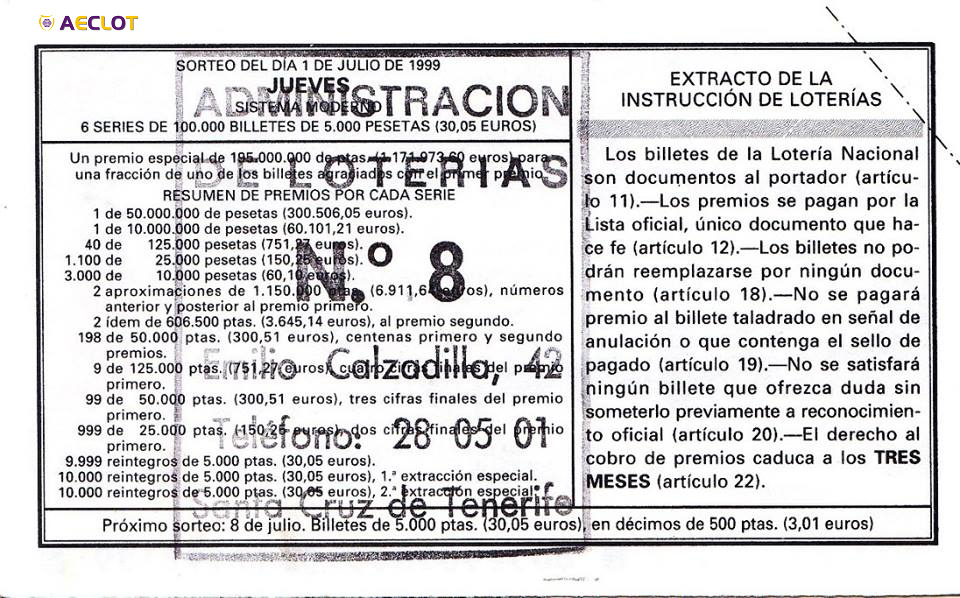 AECLOT
SORTEO DEL DÍA 1 DE JULIO DE 1999
JUEVES
SISTEMA MODERNO
6 SERIES DE 100.000 BILLETES DE 5.000 PESETAS (30,05 EUROS)
Un premio especial de 195.000.000 de ptas. (1.171.973,60 euros) para
una fracción de uno de los billetes agraciados con el primer premio.
RESUMEN DE PREMIOS POR CADA SERIE
1 de 50.000.000 de pesetas (300.506,05 euros).
1 de 10.000.000 de pesetas (60.101,21 euros).
40 de 125.000 pesetas (751,27 euros).
1.100 de 25.000 pesetas (150,25 euros).
3.000 de 10.000 pesetas (60,10 euros).
2 aproximaciones de 1.150.000 ptas. (6.911,64 euros), números
anterior y posterior al premio primero.
2 ídem de 606.500 ptas. (3.645,14 euros), al premio segundo.
198 de 50.000 ptas. (300,51 euros), centenas primero y segundo
premios.
9 de 125.000 ptas. (751,27 euros), cuatro cifras finales del premio
primero.
99 de 50.000 ptas. (300,51 euros), tres cifras finales del premio
primero.
999 de 25.000 ptas. (150,25 euros), dos cifras finales del premio
primero.
9.999 reintegros de 5.000 ptas. (30,05 euros).
10.000 reintegros de 5.000 ptas. (30,05 euros), 1.ª extracción especial.
10.000 reintegros de 5.000 ptas. (30,05 euros), 2.ª extracción especial.
ADMINISTRACION
DE LOTERIAS
N.º 8
Emilio Calzadilla, 42
Teléfono: 28 05 01
Santa Cruz de Tenerife
EXTRACTO DE LA
INSTRUCCIÓN DE LOTERÍAS
Los billetes de la Lotería Nacional
son documentos al portador (artícu-
lo 11).—Los premios se pagan por la
Lista oficial, único documento que ha-
ce fe (artículo 12).—Los billetes no po-
drán reemplazarse por ningún docu-
mento (artículo 18).—No se pagará
premio al billete taladrado en señal de
anulación o que contenga el sello de
pagado (artículo 19).—No se satisfará
ningún billete que ofrezca duda sin
someterlo previamente a reconocimien-
to oficial (artículo 20).—El derecho al
cobro de premios caduca a los TRES
MESES (artículo 22).
Próximo sorteo: 8 de julio. Billetes de 5.000 ptas. (30,05 euros), en décimos de 500 ptas. (3,01 euros)